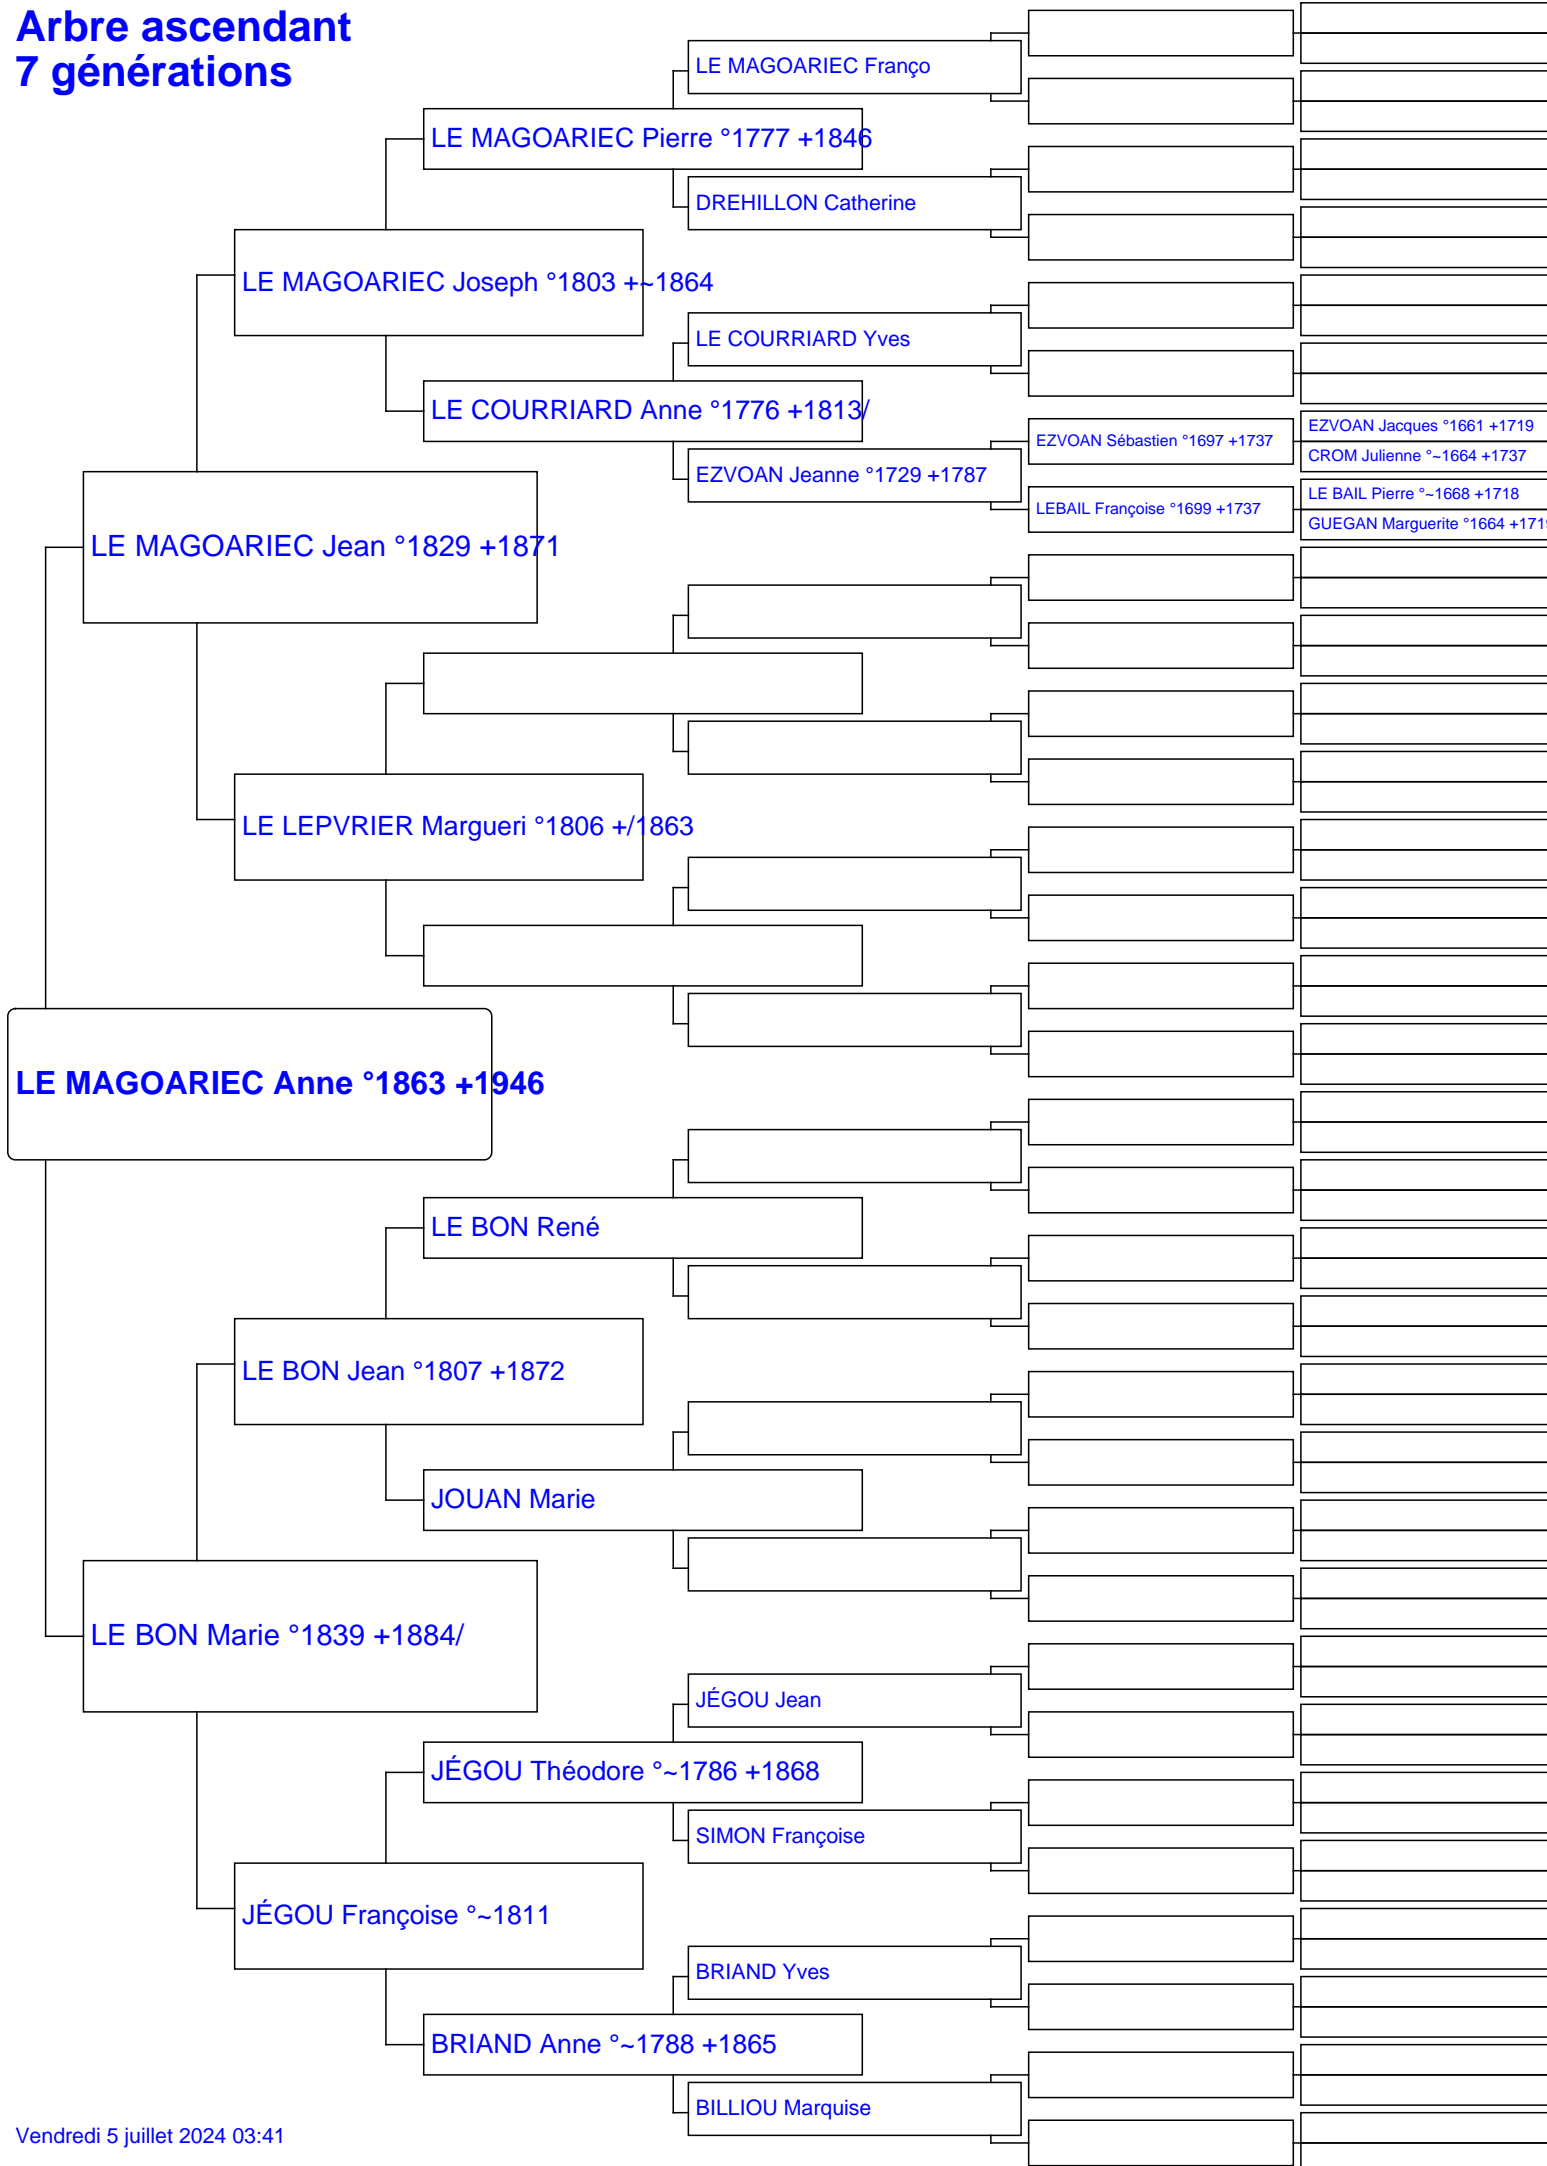 Arbre ascendant
7 générations
LE MAGOARIEC Franço
LE MAGOARIEC Pierre °1777 +1846
DREHILLON Catherine
LE MAGOARIEC Joseph °1803 +~1864
LE COURRIARD Yves
LE COURRIARD Anne °1776 +1813/
EZVOAN Jacques °1661 +1719
EZVOAN Sébastien °1697 +1737
CROM Julienne °~1664 +1737
EZVOAN Jeanne °1729 +1787
LE BAIL Pierre °~1668 +1718
LEBAIL Françoise °1699 +1737
GUEGAN Marguerite °1664 +1719
LE MAGOARIEC Jean °1829 +1871
LE LEPVRIER Margueri °1806 +/1863
LE MAGOARIEC Anne °1863 +1946
LE BON René
LE BON Jean °1807 +1872
JOUAN Marie
LE BON Marie °1839 +1884/
JÉGOU Jean
JÉGOU Théodore °~1786 +1868
SIMON Françoise
JÉGOU Françoise °~1811
BRIAND Yves
BRIAND Anne °~1788 +1865
BILLIOU Marquise
Vendredi 5 juillet 2024 03:41